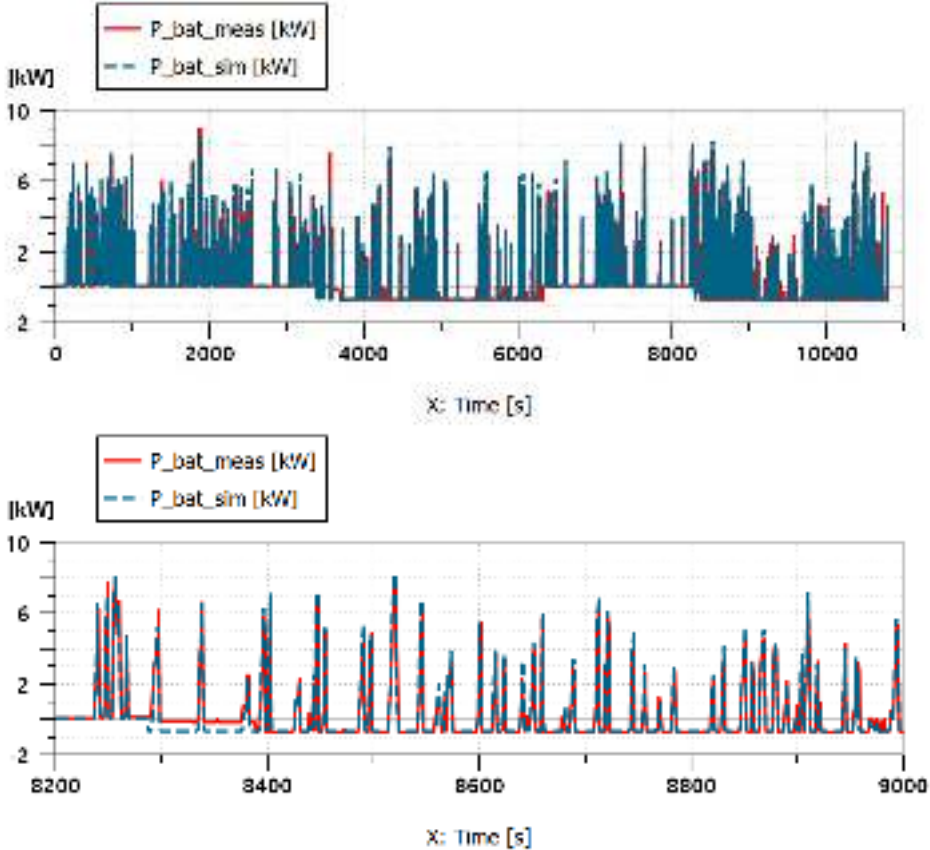 P_bat_meas [kW]
P_bat_sim [kW]
[kW]
10
6
2
-2
0 2000 4000 6000 8000 10000
X: Time [s]
P_bat_meas [kW]
P_bat_sim [kW]
[kW]
10
6
2
-2
8200 8400 8600 8800 9000
X: Time [s]